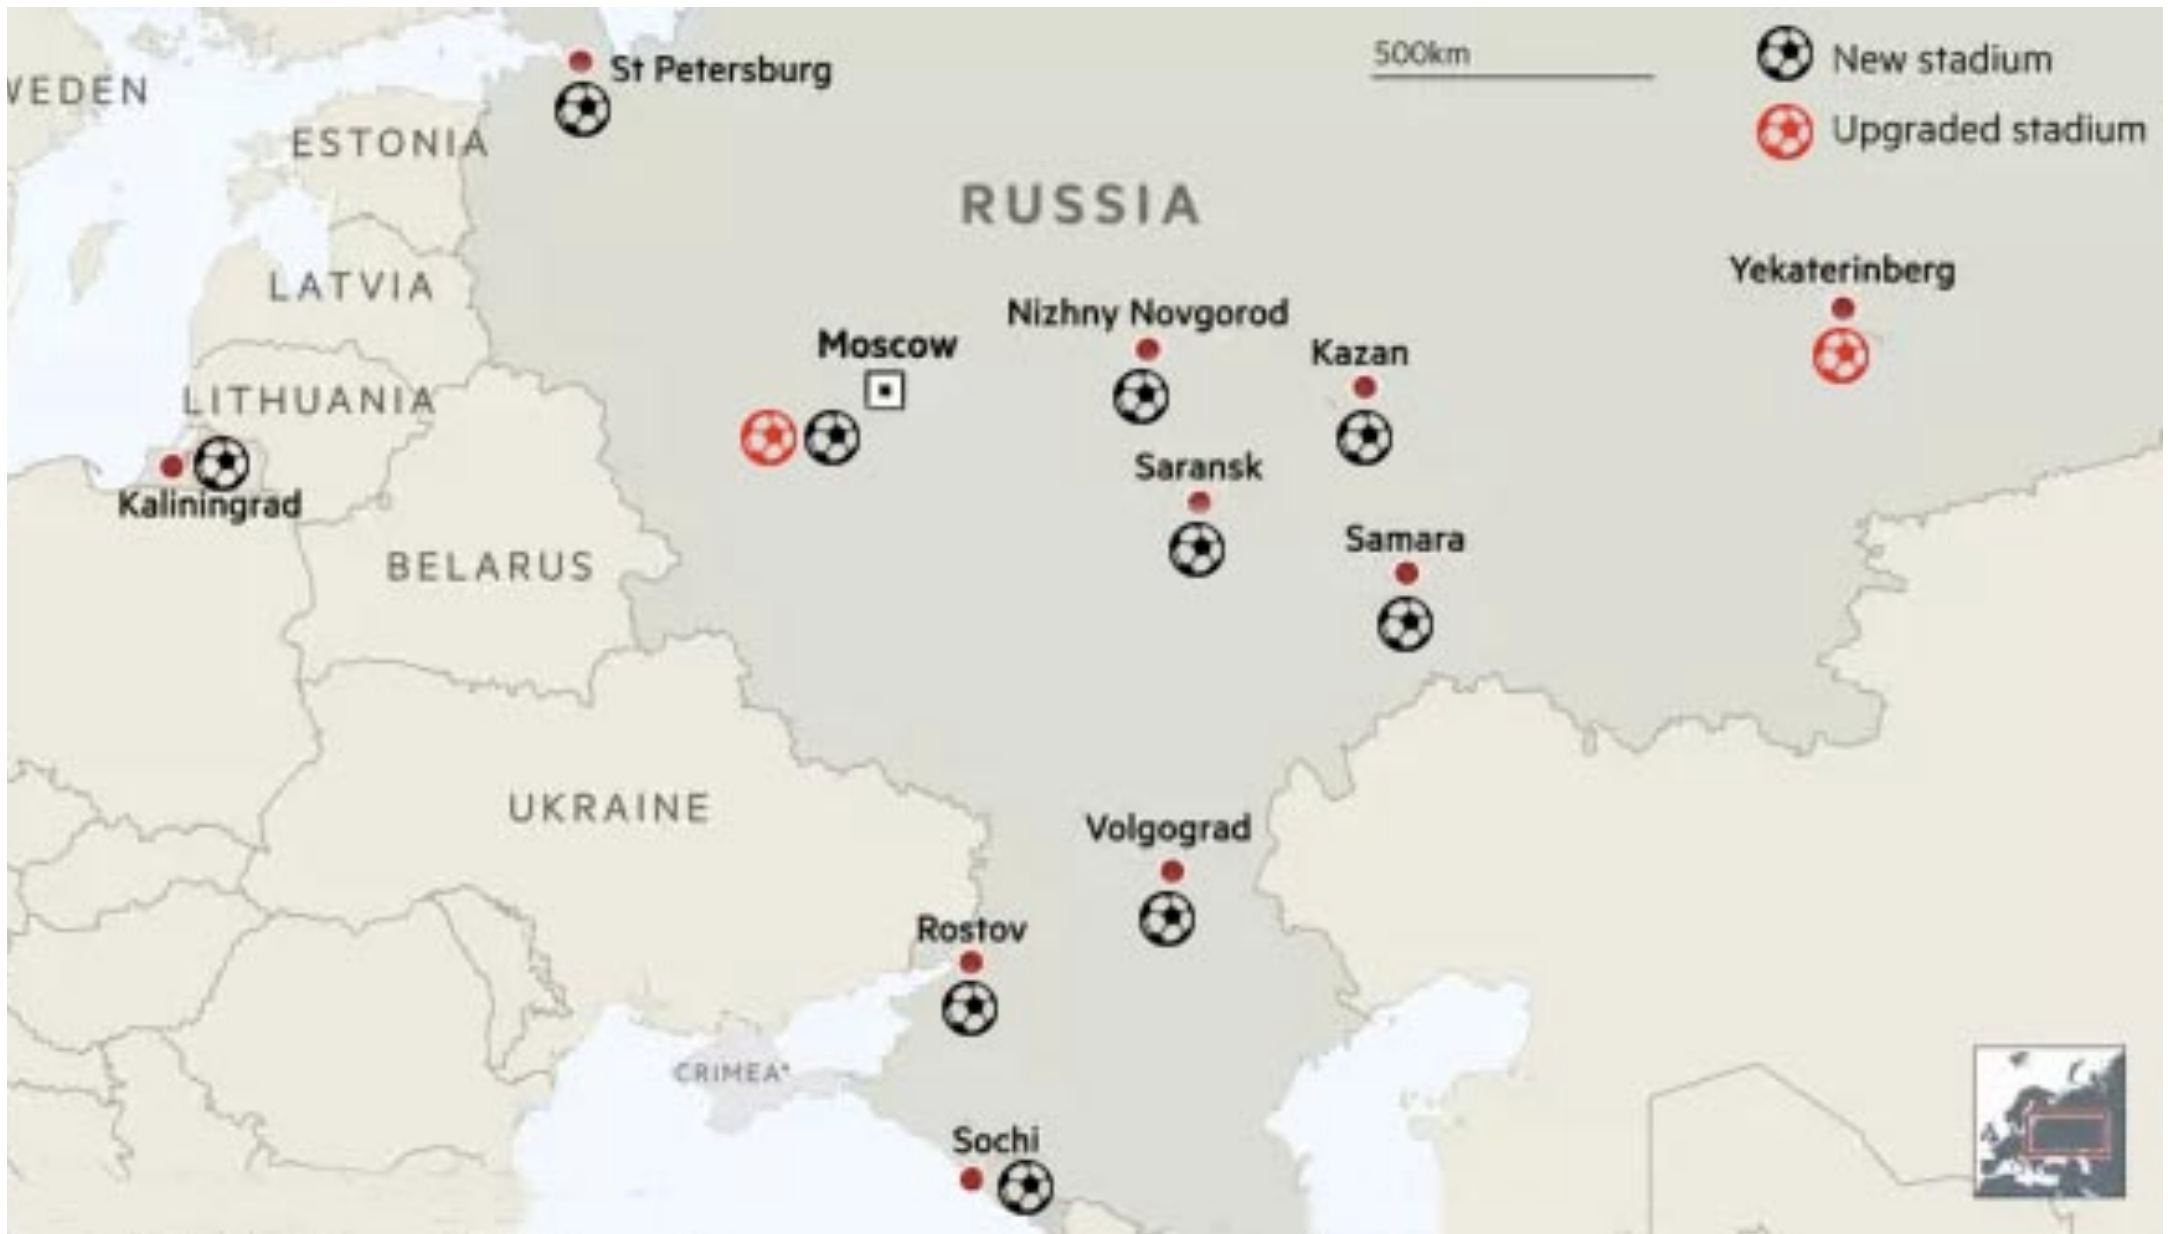 500km
New stadium
Upgraded stadium
St Petersburg
VEDEN
ESTONIA
RUSSIA
LATVIA
Yekaterinberg
Nizhny Novgorod
Moscow
Kazan
LITHUANIA
Saransk
Kaliningrad
Samara
BELARUS
UKRAINE
Volgograd
Rostov
CRIMEA*
Sochi